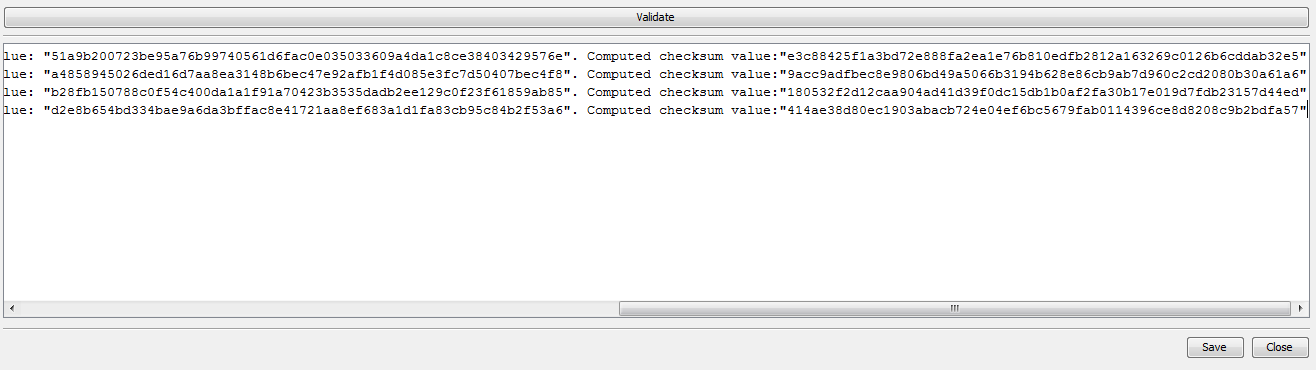 Validate
lue: "51a9b200723be95a76b99740561d6fac0e035033609a4da1c8ce38403429576e". Computed checksum value:"e3c88425f1a3bd72e888fa2ea1e76b810edfb2812a163269c0126b6cddab32e5"
lue: "a4858945026ded16d7aa8ea3148b6bec47e92afb1f4d085e3fc7d50407bec4f8". Computed checksum value:"9acc9adfbec8e9806bd49a5066b3194b628e86cb9ab7d960c2cd2080b30a61a6"
lue: "b28fb150788c0f54c400da1a1f91a70423b3535dadb2ee129c0f23f61859ab85". Computed checksum value:"180532f2d12caa904ad41d39f0dc15db1b0af2fa30b17e019d7fdb23157d44ed"
lue: "d2e8b654bd334bae9a6da3bffac8e41721aa8ef683a1d1fa83cb95c84b2f53a6". Computed checksum value:"414ae38d80ec1903abacb724e04ef6bc5679fab0114396ce8d8208c9b2bdfa57"
Save Close